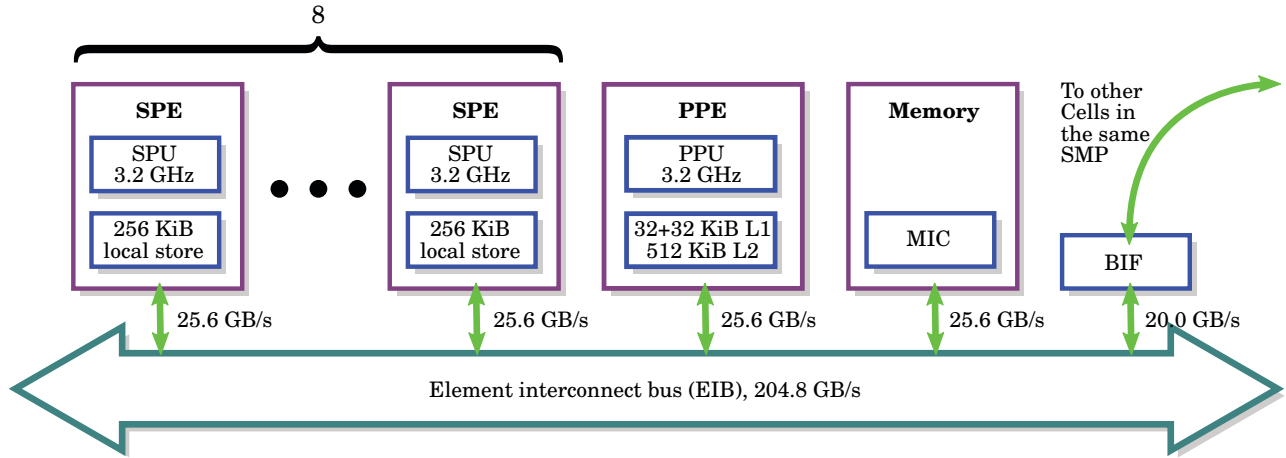 8
SPE
SPU
3.2 GHz
256 KiB
local store
SPE
SPU
3.2 GHz
256 KiB
local store
PPE
PPU
3.2 GHz
32+32 KiB L1
512 KiB L2
Memory
MIC
To other
Cells in
the same
SMP
BIF
25.6 GB/s
25.6 GB/s
25.6 GB/s
25.6 GB/s
20.0 GB/s
Element interconnect bus (EIB), 204.8 GB/s